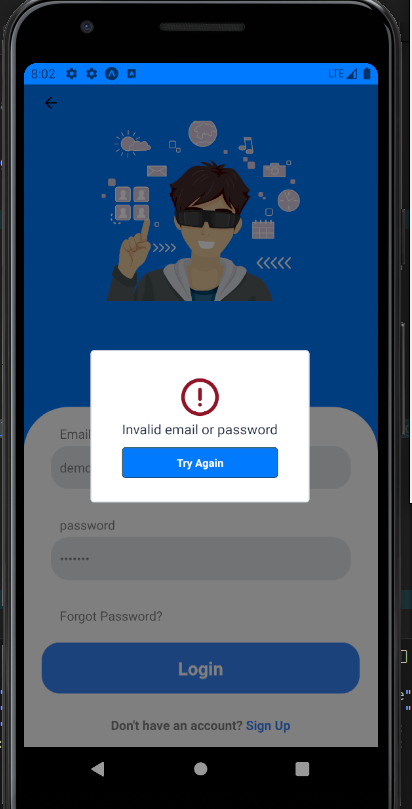 8:02
LTE
Invalid email or password
Try Again
Email
demo
password
Forgot Password?
Login
Don't have an account? Sign Up